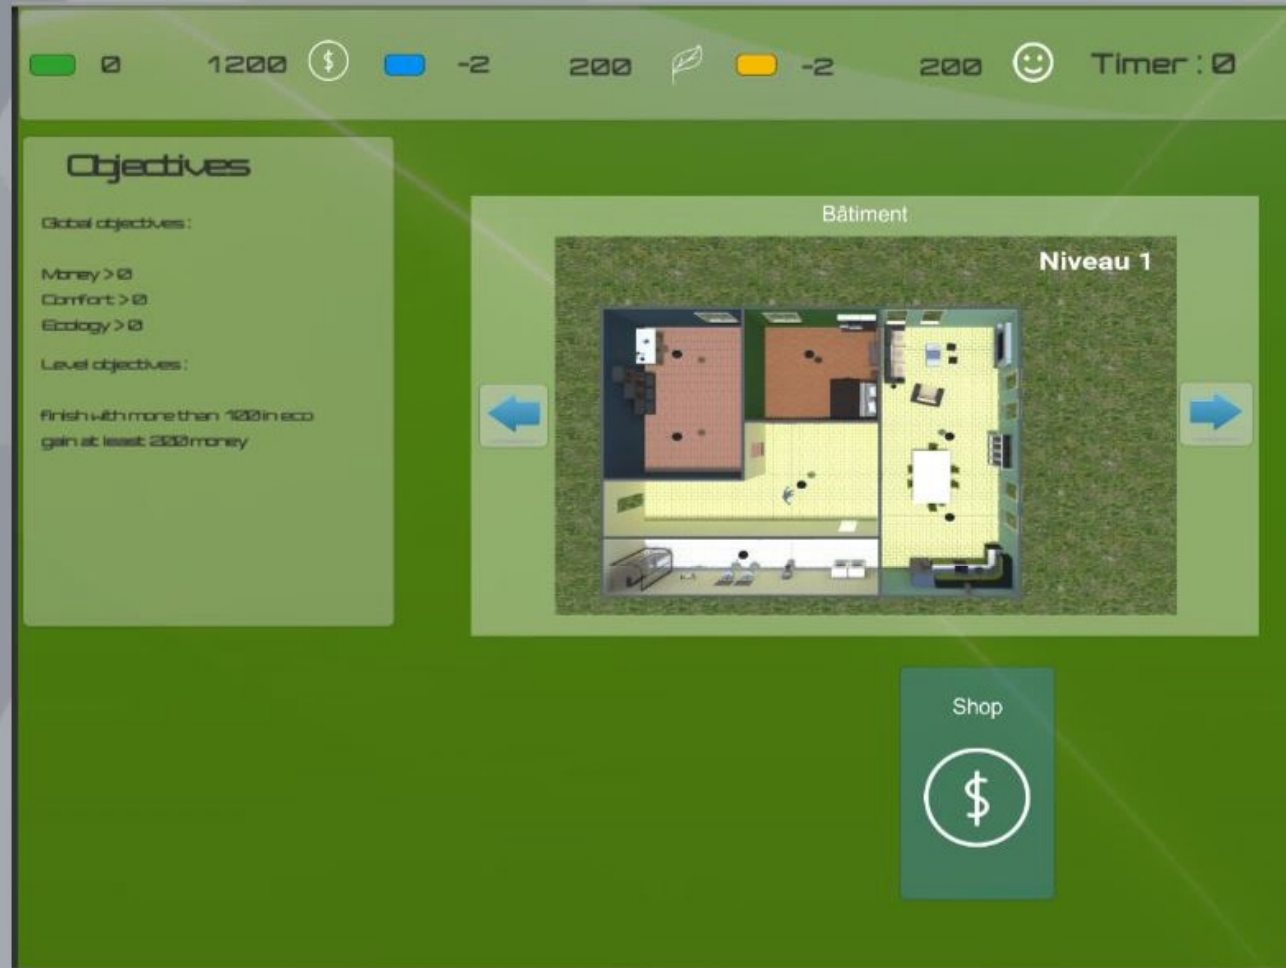 0 1200 $ -2 200 -2 200 Timer : 0
Objectives
Global objectives :
Money > 0
Comfort > 0
Ecology > 0
Level objectives :
finish with more than 100 in eco
gain at least 200 money
Bâtiment
Niveau 1
Shop
$